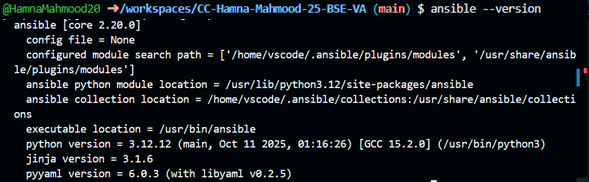 @HamnaMahmood20 ➜/workspaces/CC-Hamna-Mahmood-25-BSE-VA (main) $ ansible --version
ansible [core 2.20.0]
  config file = None
  configured module search path = ['/home/vscode/.ansible/plugins/modules', '/usr/share/ansib
le/plugins/modules']
  ansible python module location = /usr/lib/python3.12/site-packages/ansible
  ansible collection location = /home/vscode/.ansible/collections:/usr/share/ansible/collecti
ons
  executable location = /usr/bin/ansible
  python version = 3.12.12 (main, Oct 11 2025, 01:16:26) [GCC 15.2.0] (/usr/bin/python3)
  jinja version = 3.1.6
  pyyaml version = 6.0.3 (with libyaml v0.2.5)